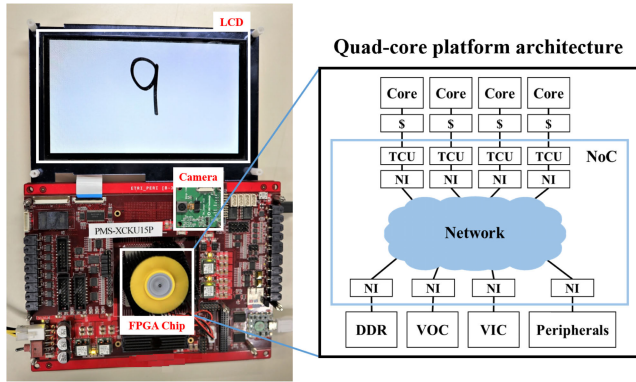 LCD
9
Camera
PMS-XCKU15P
FPGA Chip
Quad-core platform architecture
Core Core Core Core
$ $ $ $
TCU TCU TCU TCU NoC
NI NI NI NI
Network
NI NI NI NI
DDR VOC VIC Peripherals